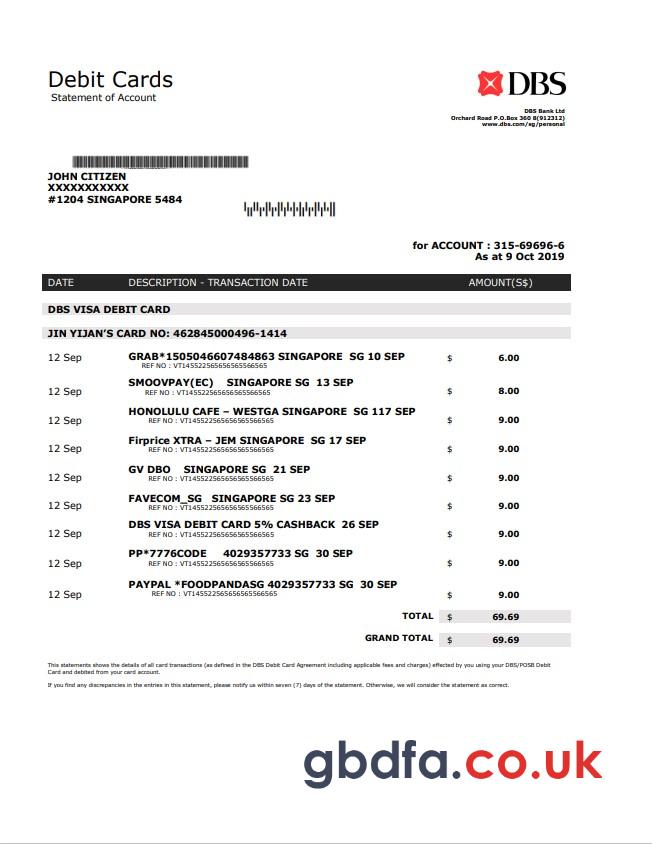 Debit Cards
Statement of Account
DBS
DBS Bank Ltd
Orchard Road P.O.Box 360 8(912312)
www.dbs.com/sg/personal
JOHN CITIZEN
XXXXXXXXXXX
#1204 SINGAPORE 5484
for ACCOUNT : 315-69696-6
As at 9 Oct 2019
DATE DESCRIPTION - TRANSACTION DATE AMOUNT(S$)
DBS VISA DEBIT CARD
JIN YIJAN’S CARD NO: 462845000496-1414
12 Sep GRAB*1505046607484863 SINGAPORE SG 10 SEP $ 6.00
REF NO : VT145522565656565566565
SMOOVPAY(EC) SINGAPORE SG 13 SEP
12 Sep $ 8.00
REF NO : VT145522565656565566565
HONOLULU CAFE – WESTGA SINGAPORE SG 117 SEP
12 Sep $ 9.00
REF NO : VT145522565656565566565
Firprice XTRA – JEM SINGAPORE SG 17 SEP
12 Sep $ 9.00
REF NO : VT145522565656565566565
GV DBO SINGAPORE SG 21 SEP
12 Sep $ 9.00
REF NO : VT145522565656565566565
FAVECOM_SG SINGAPORE SG 23 SEP
12 Sep $ 9.00
REF NO : VT145522565656565566565
DBS VISA DEBIT CARD 5% CASHBACK 26 SEP
12 Sep $ 9.00
REF NO : VT145522565656565566565
PP*7776CODE 4029357733 SG 30 SEP
12 Sep $ 9.00
REF NO : VT145522565656565566565
PAYPAL *FOODPANDASG 4029357733 SG 30 SEP
12 Sep $ 9.00
REF NO : VT145522565656565566565
TOTAL $ 69.69
GRAND TOTAL $ 69.69
This statements shows the details of all card transactions (as defined in the DBS Debit Card Agreement including applicable fees and charges) effected by you using your DBS/POSB Debit
Card and debited from your card account.
If you find any discrepancies in the entries in this statement, please notify us within seven (7) days of the statement. Otherwise, we will consider the statement as correct.
gbdfa.co.uk